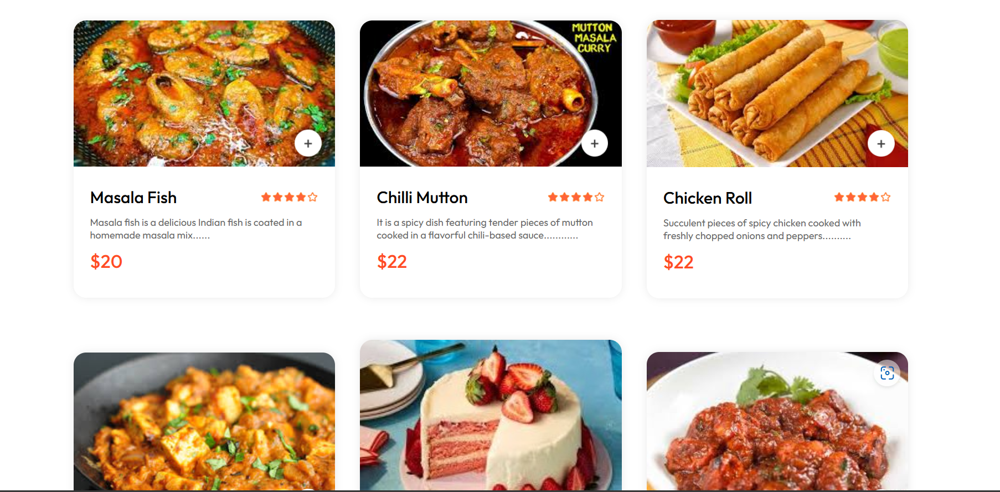 MUTTON
MASALA
CURRY
Masala Fish
Masala fish is a delicious Indian fish is coated in a
homemade masala mix......
$20
Chilli Mutton
It is a spicy dish featuring tender pieces of mutton
cooked in a flavorful chili-based sauce............
$22
Chicken Roll
Succulent pieces of spicy chicken cooked with
freshly chopped onions and peppers..........
$22